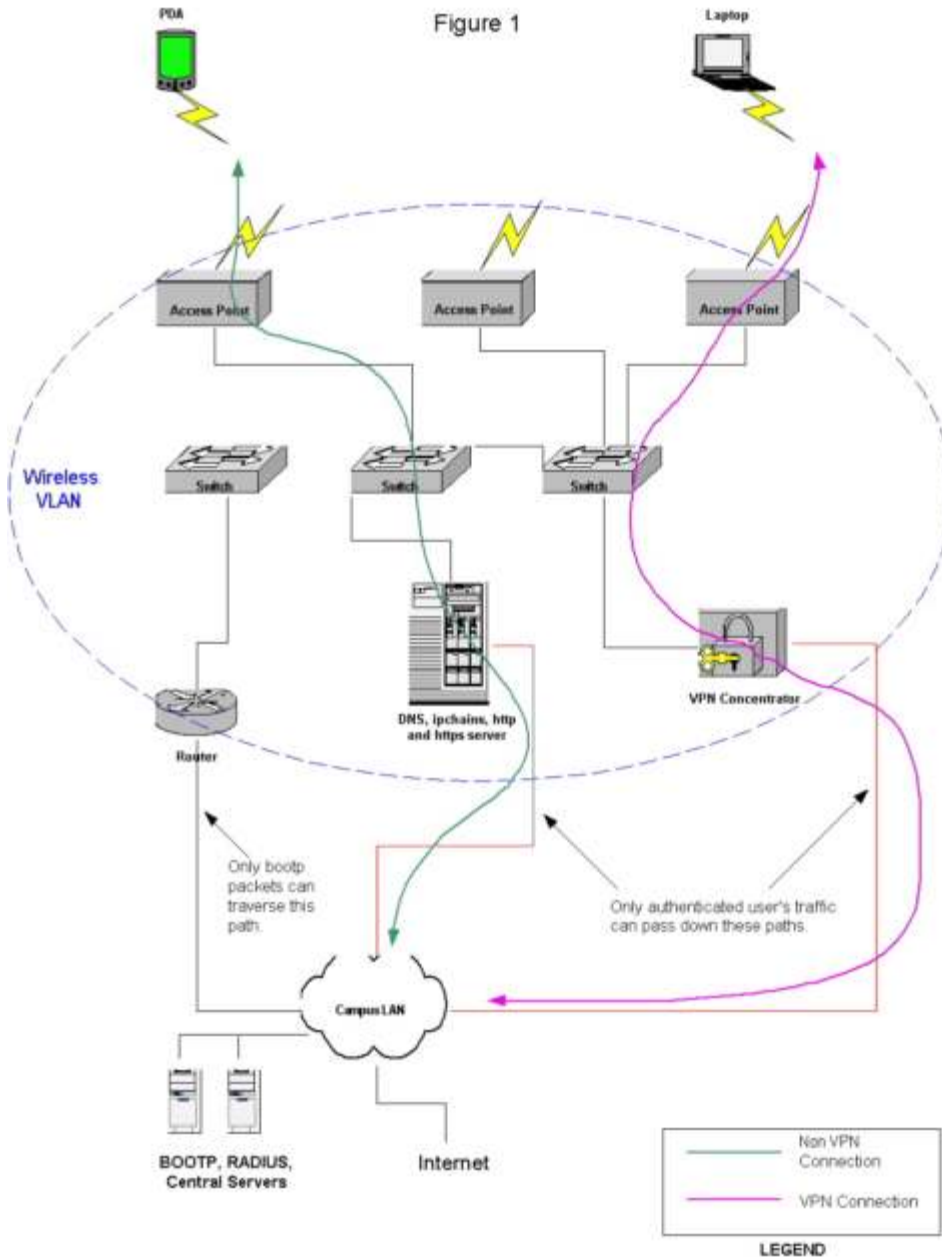 PDA
Figure 1
Laptop
Access Point
Access Point
Access Point
Wireless
VLAN
Switch
Switch
Switch
DNS, ipchains, http
and https server
VPN Concentrator
Router
Only bootp
packets can
traverse this
path.
Only authenticated user's traffic
can pass down these paths.
Campus LAN
BOOTP, RADIUS,
Central Servers
Internet
Non VPN
Connection
VPN Connection
LEGEND